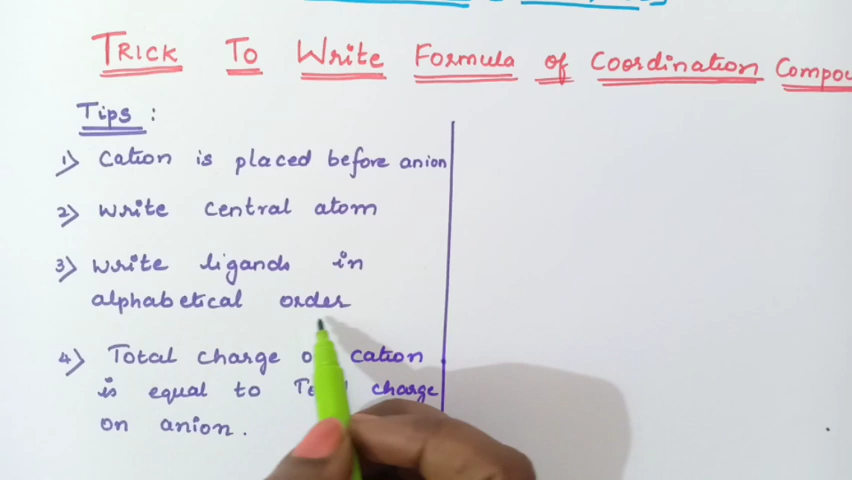 TRICK To Write Formula of Coordination
Tips :
1) Cation is placed before anion
2) Write central atom
3) Write ligands in
alphabetical order
4) Total charge cation
is equal to charge
on anion.